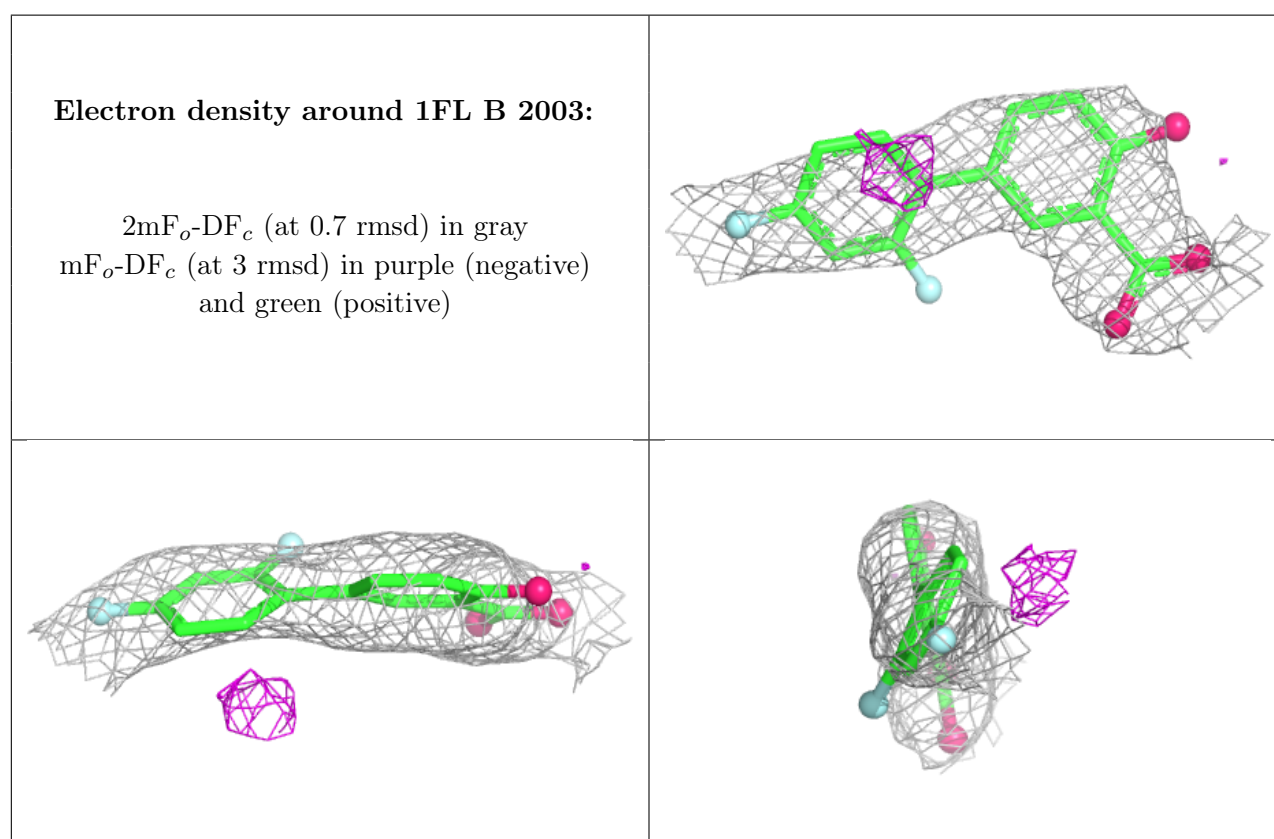 Electron density around 1FL B 2003:
2mFo-DFc (at 0.7 rmsd) in gray
mFo-DFc (at 3 rmsd) in purple (negative)
and green (positive)